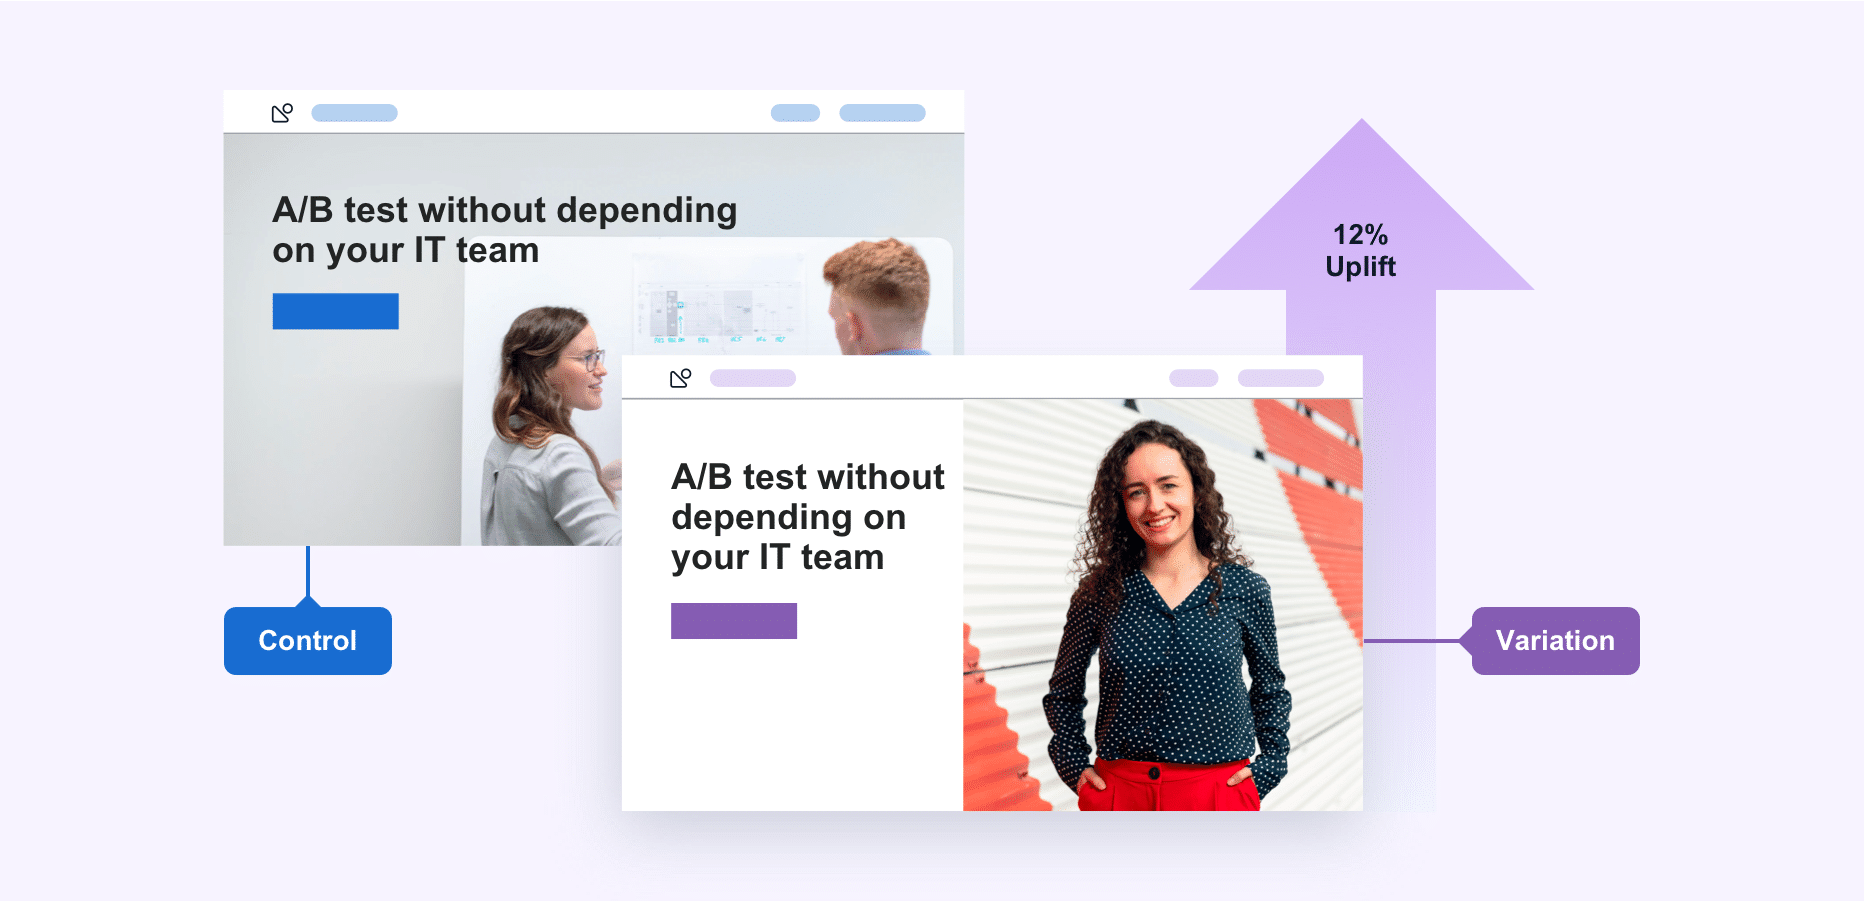 A/B test without depending
on your IT team
12%
Uplift
A/B test without
depending on
your IT team
Control
Variation